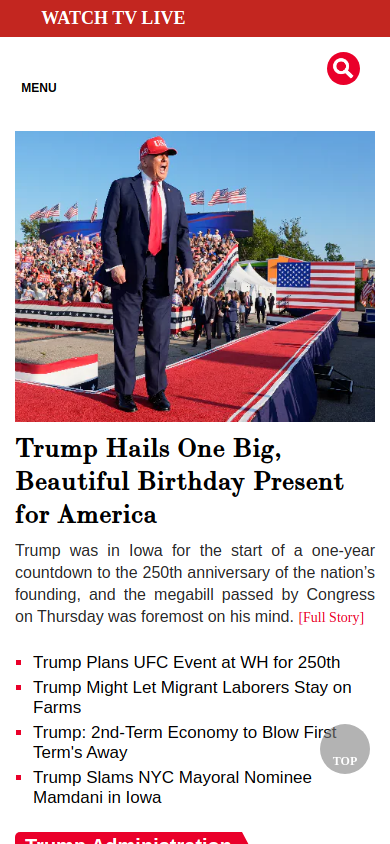 WATCH TV LIVE
MENU
Trump Hails One Big,
Beautiful Birthday Present
for America
Trump was in Iowa for the start of a one-year
countdown to the 250th anniversary of the nation’s
founding, and the megabill passed by Congress
on Thursday was foremost on his mind. [Full Story]
Trump Plans UFC Event at WH for 250th
Trump Might Let Migrant Laborers Stay on
Farms
Trump: 2nd-Term Economy to Blow First
Term's Away
TOP
Trump Slams NYC Mayoral Nominee
Mamdani in Iowa
Trump Administration